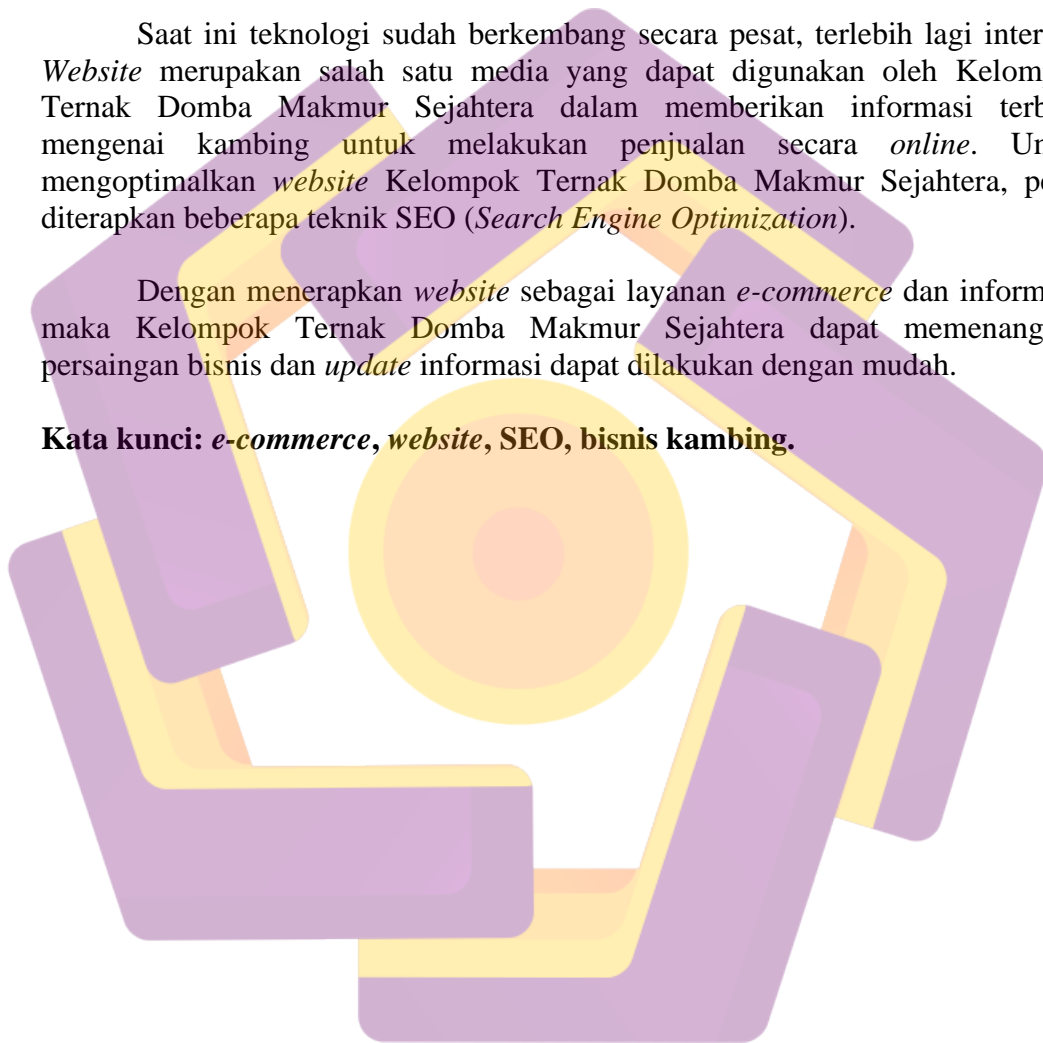 Saat ini teknologi sudah berkembang secara pesat, terlebih lagi inter
Website merupakan salah satu media yang dapat digunakan oleh Kelom
Ternak Domba Makmur Sejahtera dalam memberikan informasi terb
mengenai kambing untuk melakukan penjualan secara online. Un
mengoptimalkan website Kelompok Ternak Domba Makmur Sejahtera, pe
diterapkan beberapa teknik SEO (Search Engine Optimization).
Dengan menerapkan website sebagai layanan e-commerce dan inform
maka Kelompok Ternak Domba Makmur Sejahtera dapat memenang
persaingan bisnis dan update informasi dapat dilakukan dengan mudah.
Kata kunci: e-commerce, website, SEO, bisnis kambing.